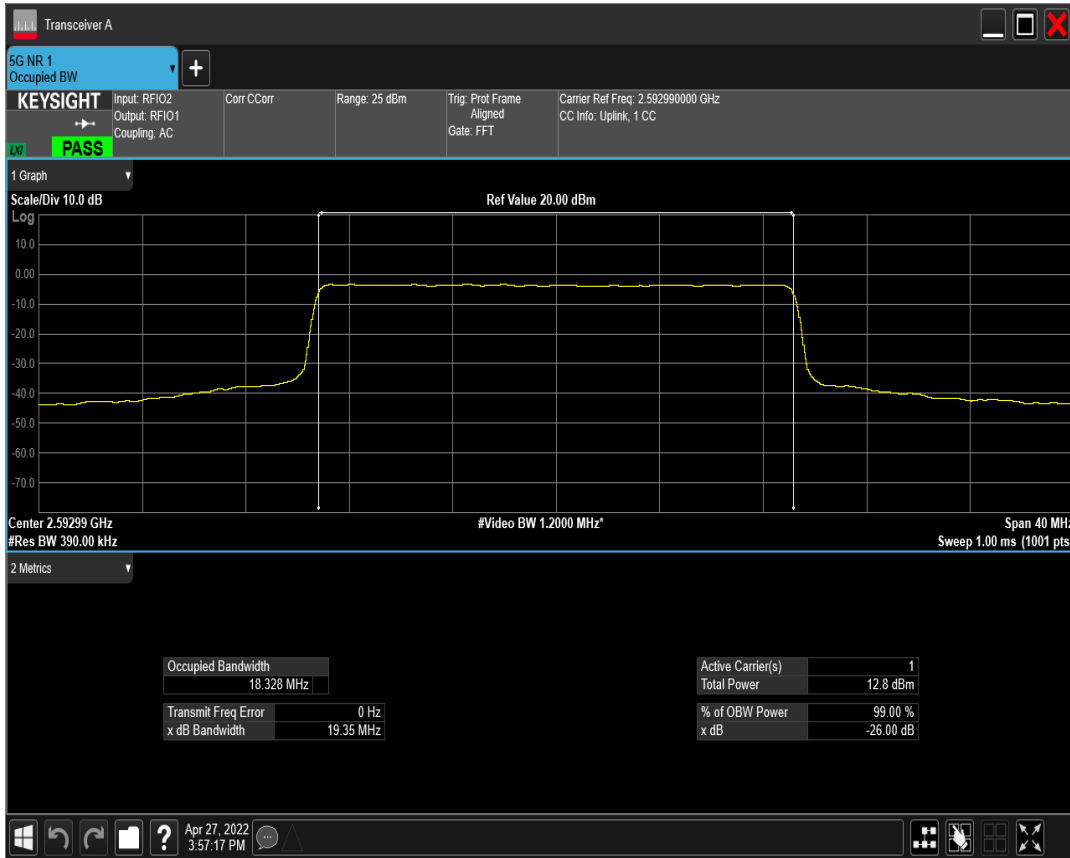 Transceiver A
5G NR 1
Occupied BW
KEYSIGHT
LXI
PASS
Input: RFIO2
Output: RFIO1
Coupling: AC
Corr CCorr
Range: 25 dBm
Trig: Prot Frame
Aligned
Gate: FFT
Carrier Ref Freq: 2.592990000 GHz
CC Info: Uplink, 1 CC
1 Graph
Scale/Div 10.0 dB
Ref Value 20.00 dBm
Log
10.0
0.00
-10.0
-20.0
-30.0
-40.0
-50.0
-60.0
-70.0
Center 2.59299 GHz
#Video BW 1.2000 MHz*
Span 40 MHz
#Res BW 390.00 kHz
Sweep 1.00 ms (1001 pts
2 Metrics
Occupied Bandwidth
18.328 MHz
Transmit Freq Error 0 Hz
x dB Bandwidth 19.35 MHz
Active Carrier(s) 1
Total Power 12.8 dBm
% of OBW Power 99.00 %
x dB -26.00 dB
?
Apr 27, 2022
3:57:17 PM